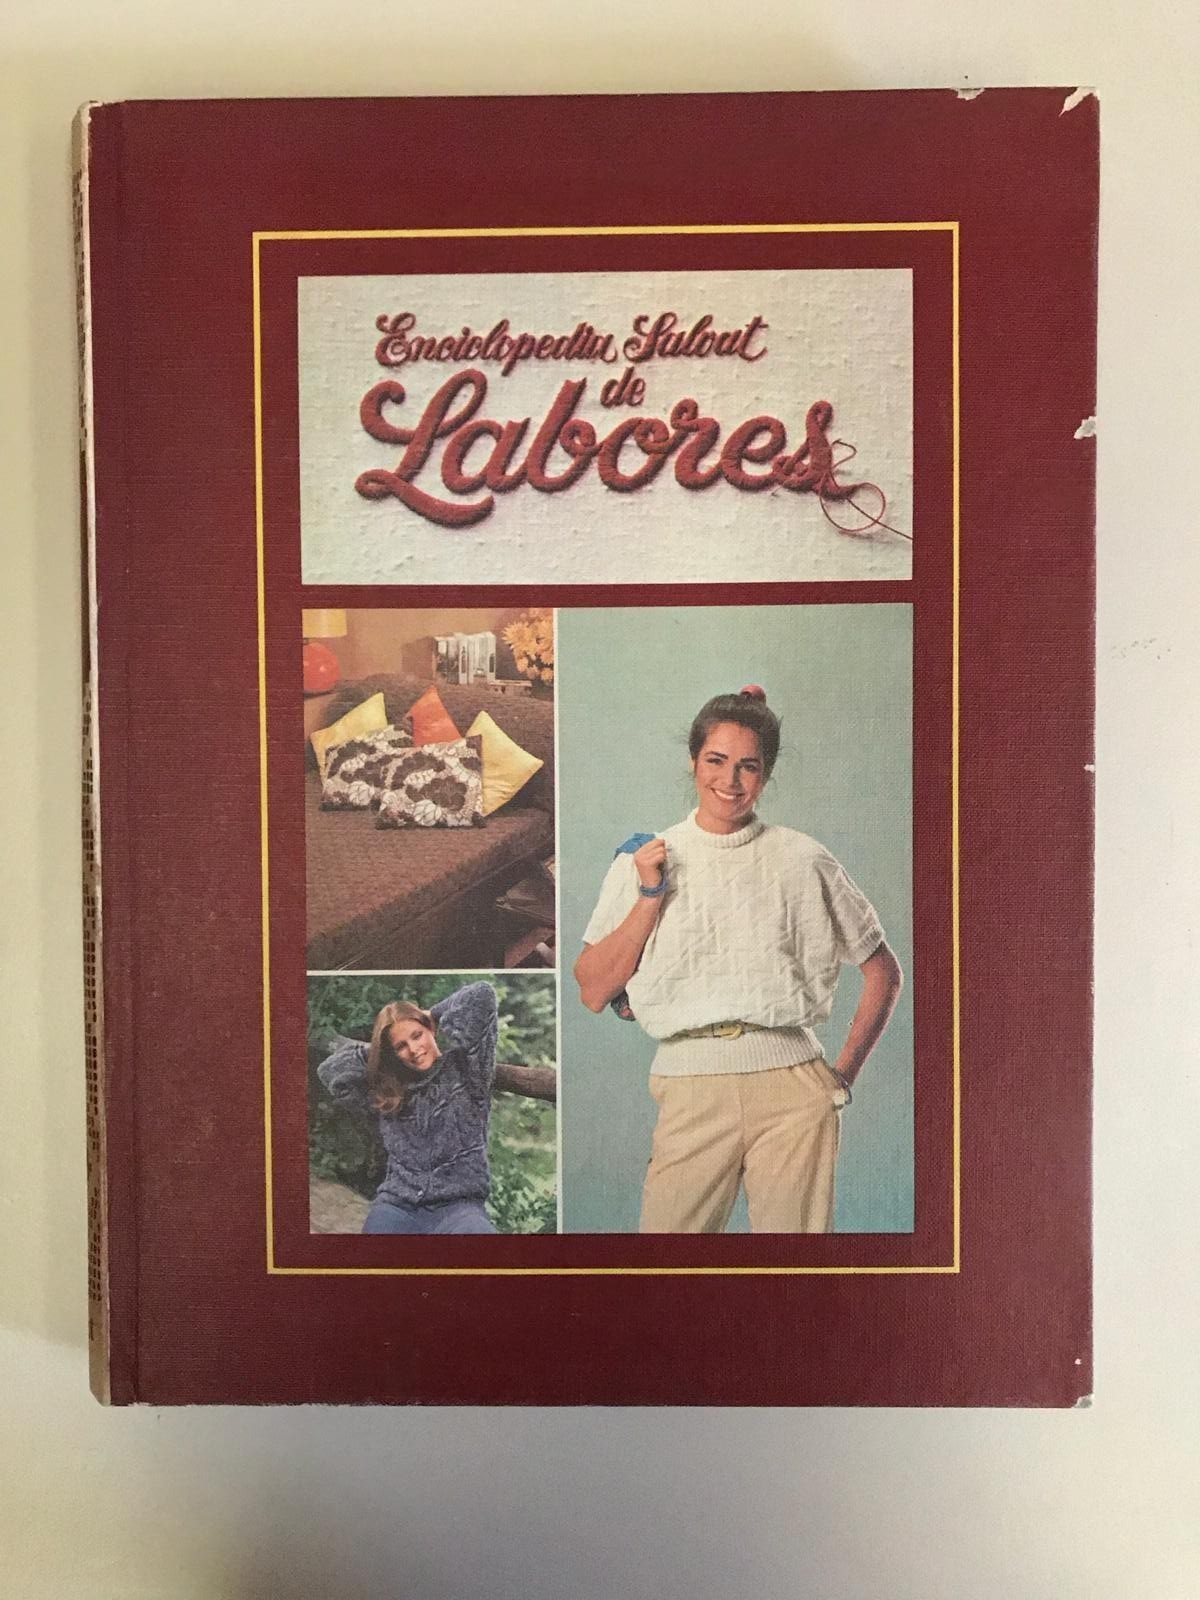 Enciclopedia Salvat
de
Labores